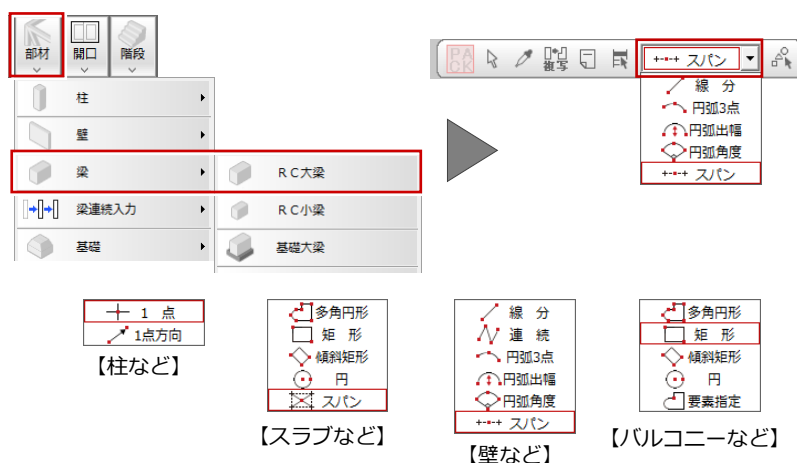 部材 開口 階段
柱
壁
梁
RC大梁
梁連続入力
RC小梁
基礎
基礎大梁
PACK
複写
スパン
線 分
円弧3点
円弧出幅
円弧角度
スパン
1 点
1点方向
【柱など】
多角円形
矩 形
傾斜矩形
円
スパン
【スラブなど】
線 分
連 続
円弧3点
円弧出幅
円弧角度
スパン
【壁など】
多角円形
矩 形
傾斜矩形
円
要素指定
【バルコニーなど】